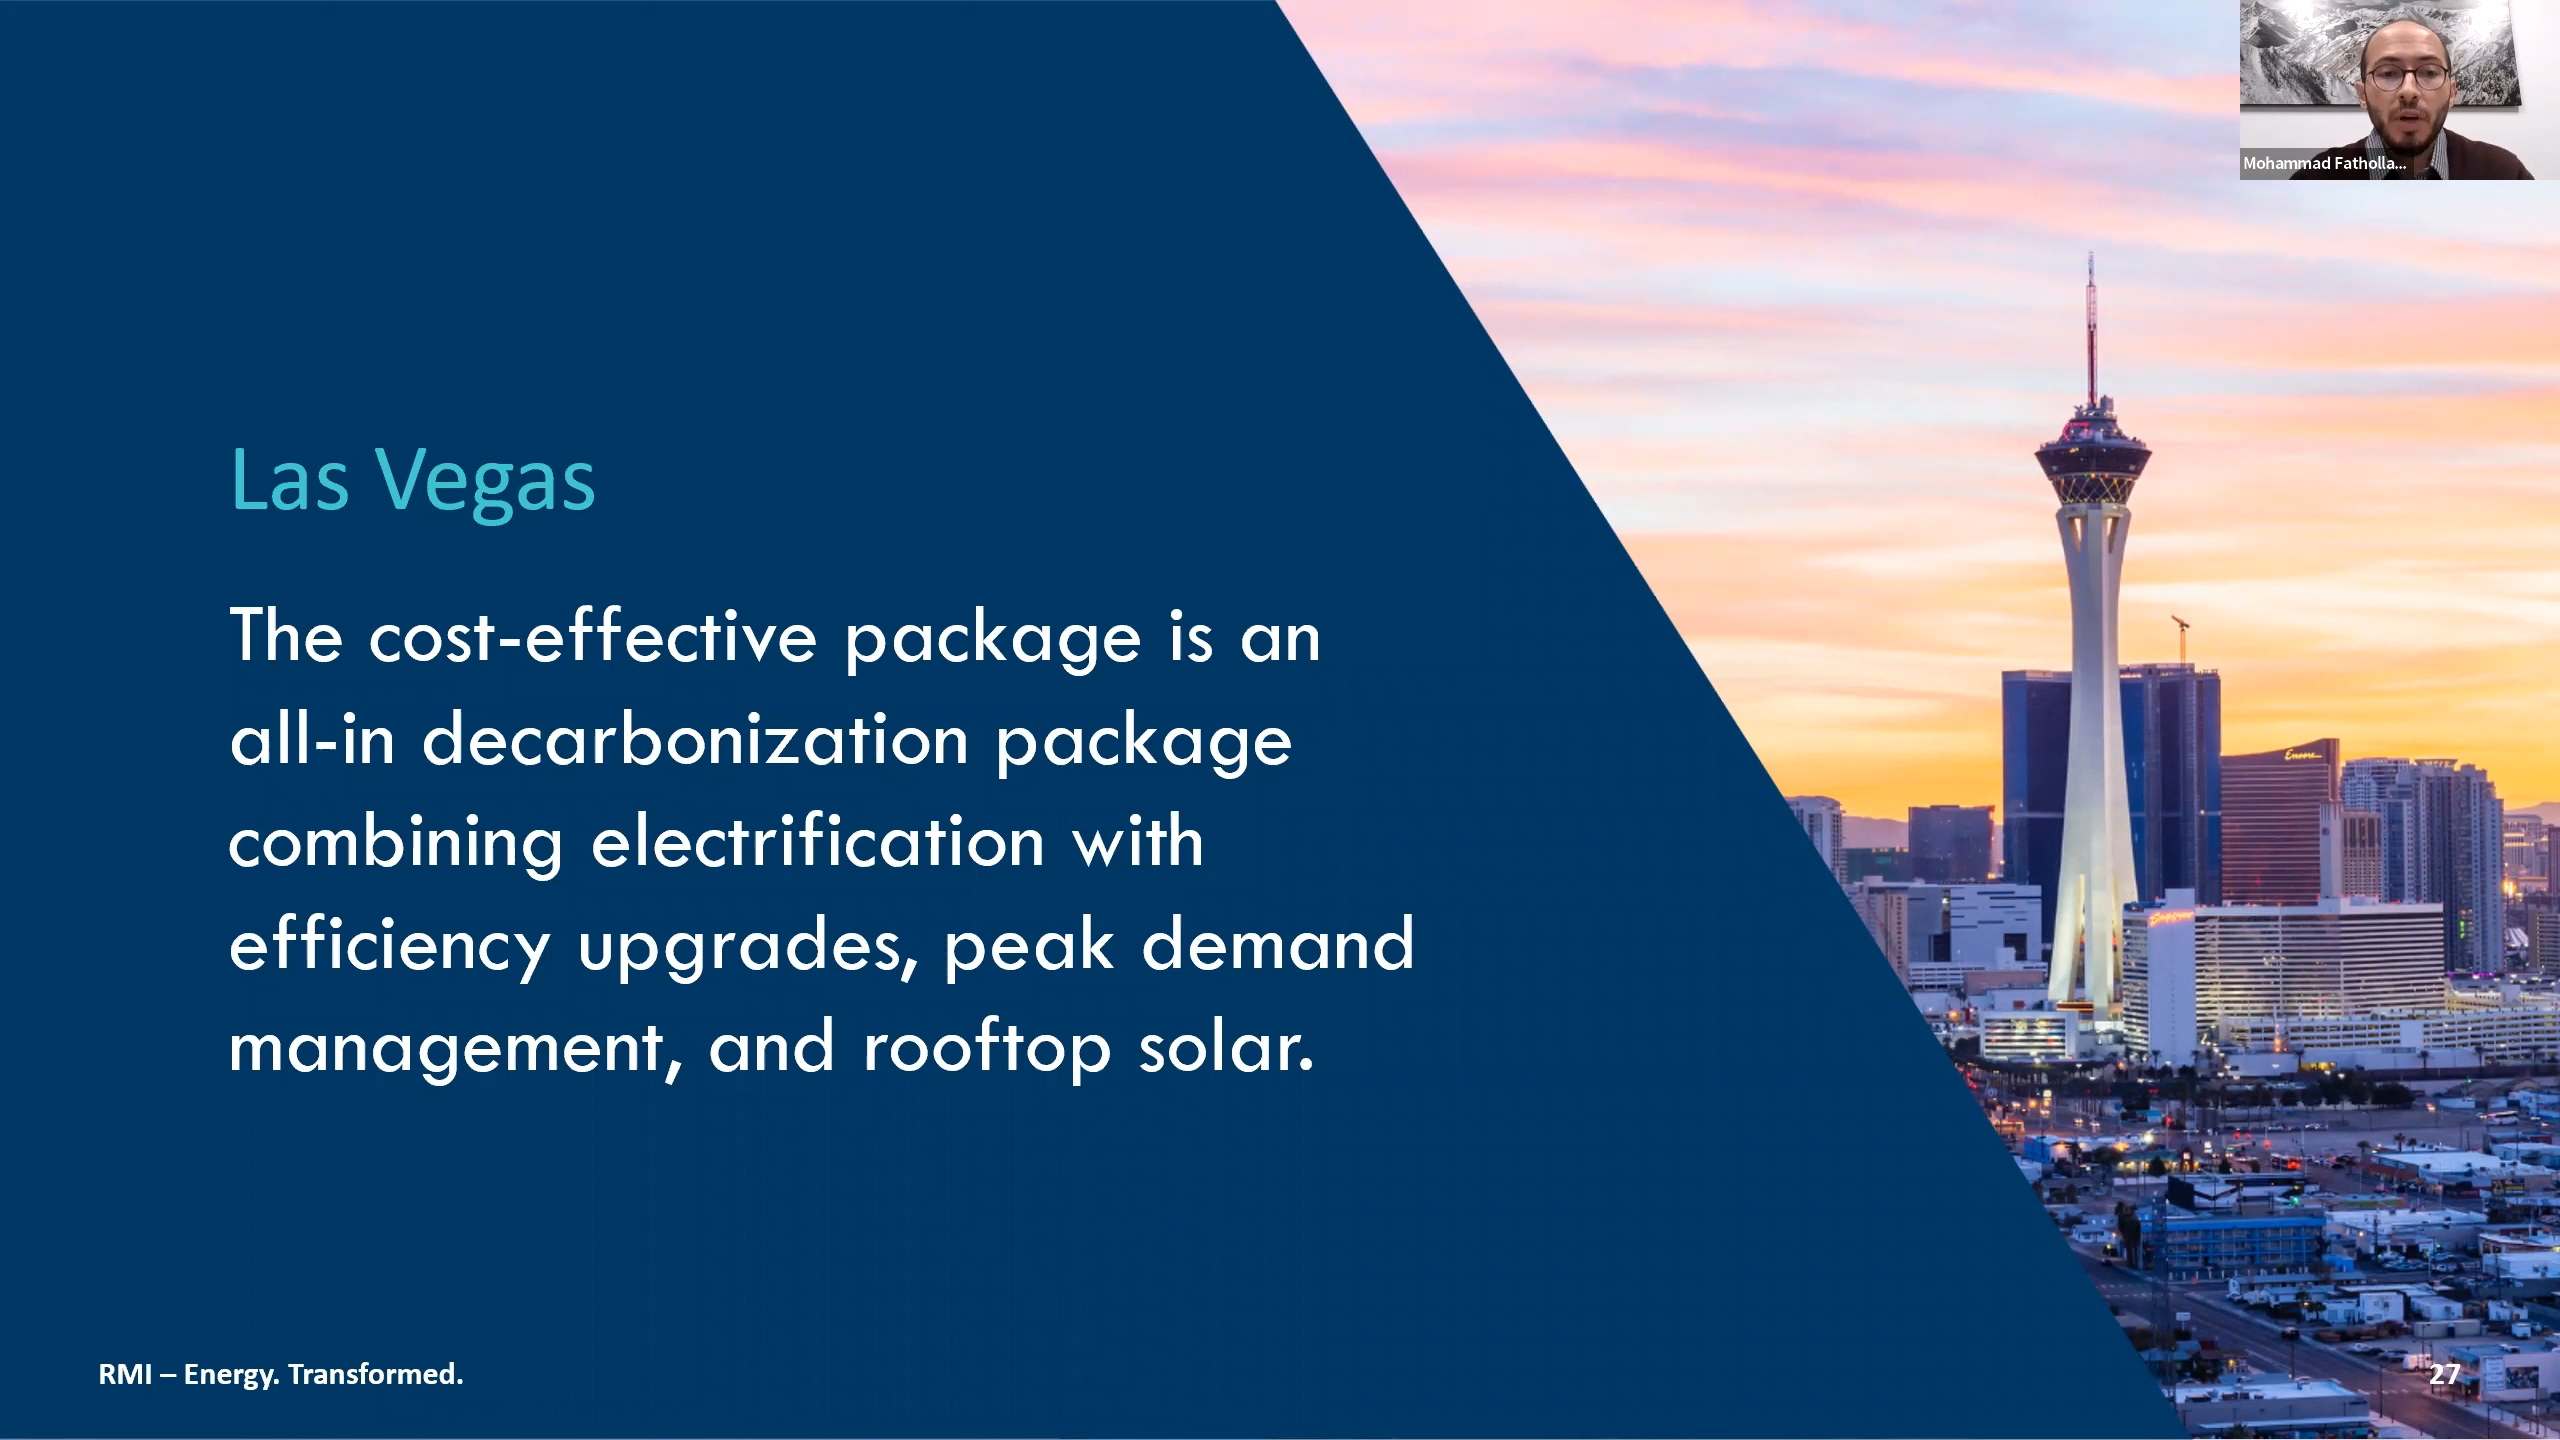 Mohammad Fatholla...
Las Vegas
The cost-effective package is an
all-in decarbonization package
combining electrification with
efficiency upgrades, peak demand
management, and rooftop solar.
Encore
RMI – Energy. Transformed.
27